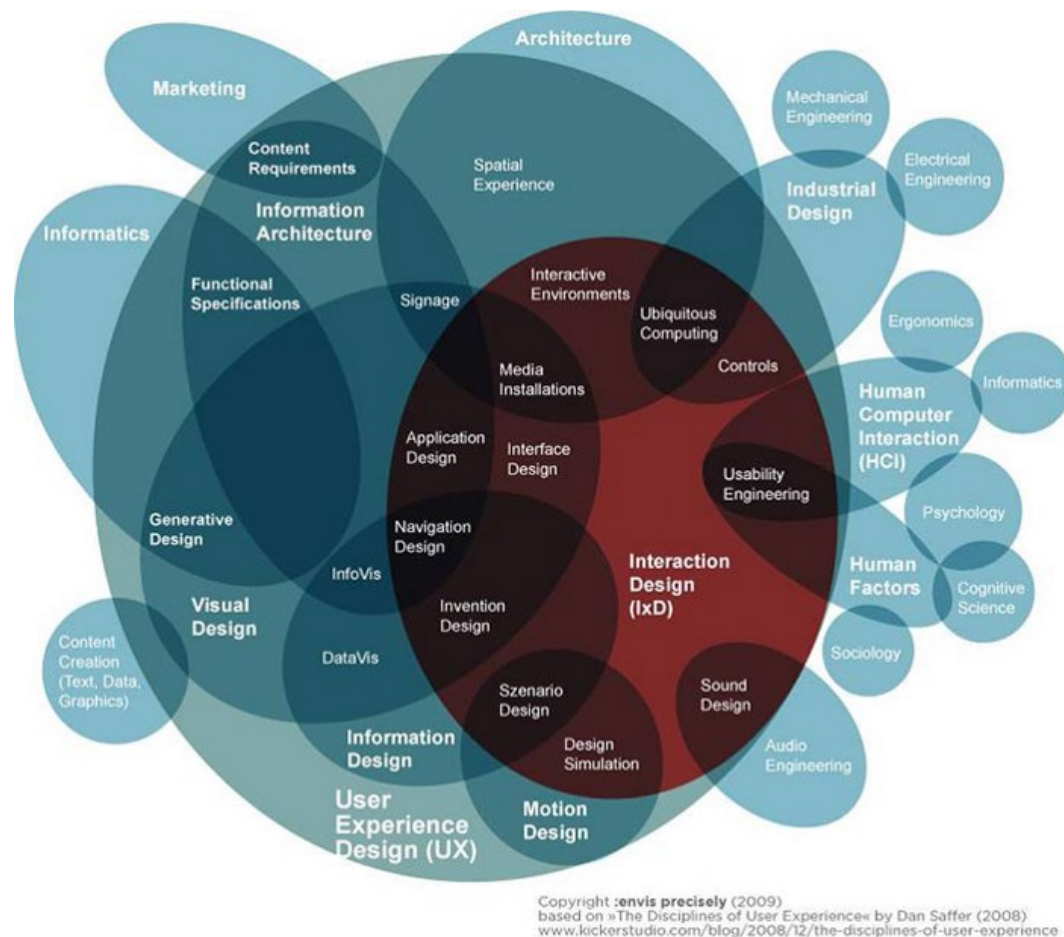 Architecture
Marketing
Mechanical
Engineering
Content
Requirements
Spatial
Experience
Electrical
Engineering
Industrial
Design
Information
Architecture
Informatics
Functional
Specifications
Signage
Interactive
Environments
Ubiquitous
Computing
Ergonomics
Controls
Media
Installations
Informatics
Human
Computer
Interaction
(HCI)
Application
Design
Interface
Design
Usability
Engineering
Psychology
Generative
Design
Navigation
Design
InfoVis
Interaction
Design
(IxD)
Human
Factors
Cognitive
Science
Visual
Design
Invention
Design
Content
Creation
(Text, Data,
Graphics)
DataVis
Sociology
Szenario
Design
Sound
Design
Information
Design
Design
Simulation
Audio
Engineering
User
Experience
Design (UX)
Motion
Design
Copyright :envis precisely (2009)
based on »The Disciplines of User Experience« by Dan Saffer (2008)
www.kickerstudio.com/blog/2008/12/the-disciplines-of-user-experience